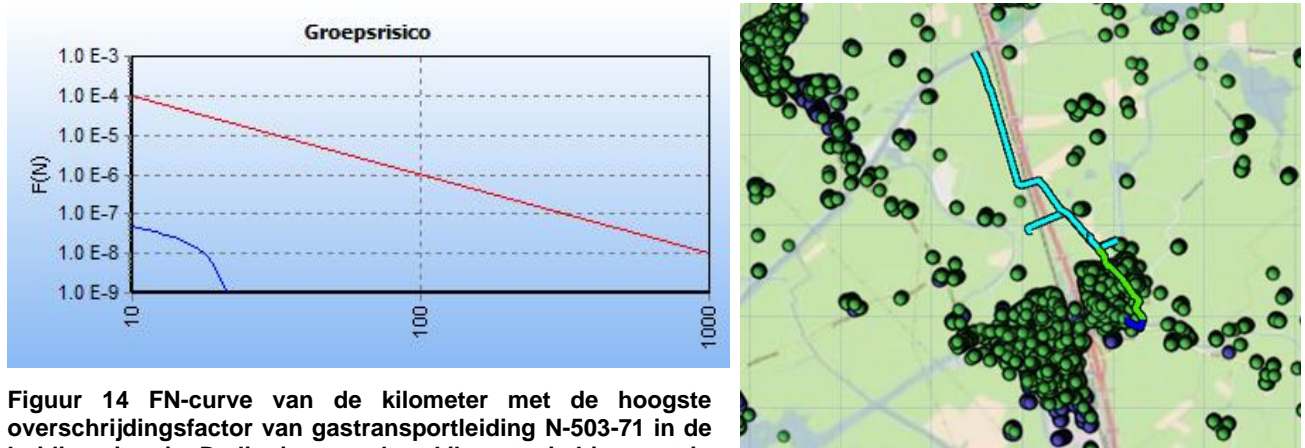 Groepsrisico
1.0 E-3
1.0 E-4
1.0 E-5
1.0 E-6
1.0 E-7
1.0 E-8
1.0 E-9
F(N)
10
100
1000
Figuur 14 FN-curve van de kilometer met de hoogste
overschrijdingsfactor van gastransportleiding N-503-71 in de